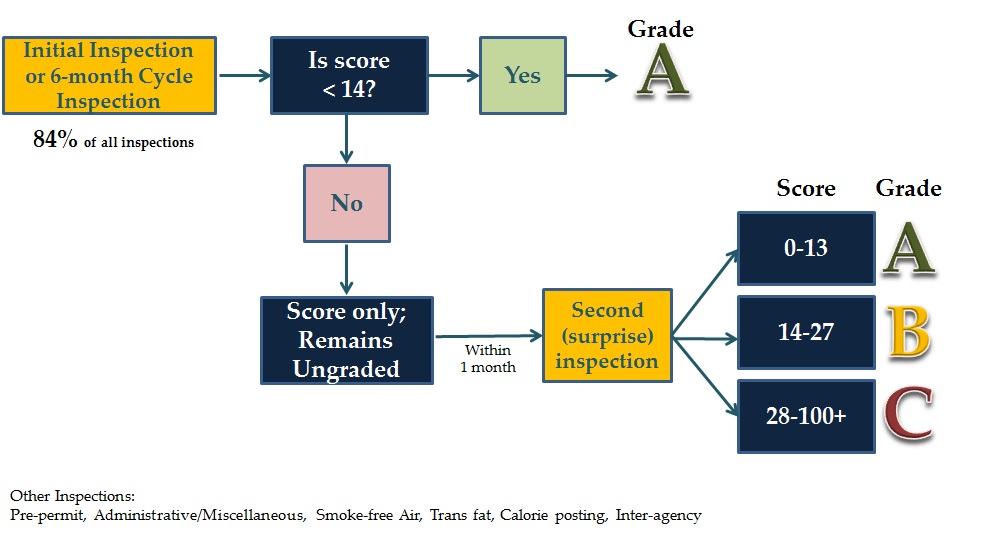 Initial Inspection
or 6-month Cycle
Inspection
84% of all inspections
Is score
< 14?
Yes
Grade
A
No
Score only;
Remains
Ungraded
Within
1 month
Second
(surprise)
inspection
Score Grade
0-13 A
14-27 B
28-100+ C
Other Inspections:
Pre-permit, Administrative/Miscellaneous, Smoke-free Air, Trans fat, Calorie posting, Inter-agency